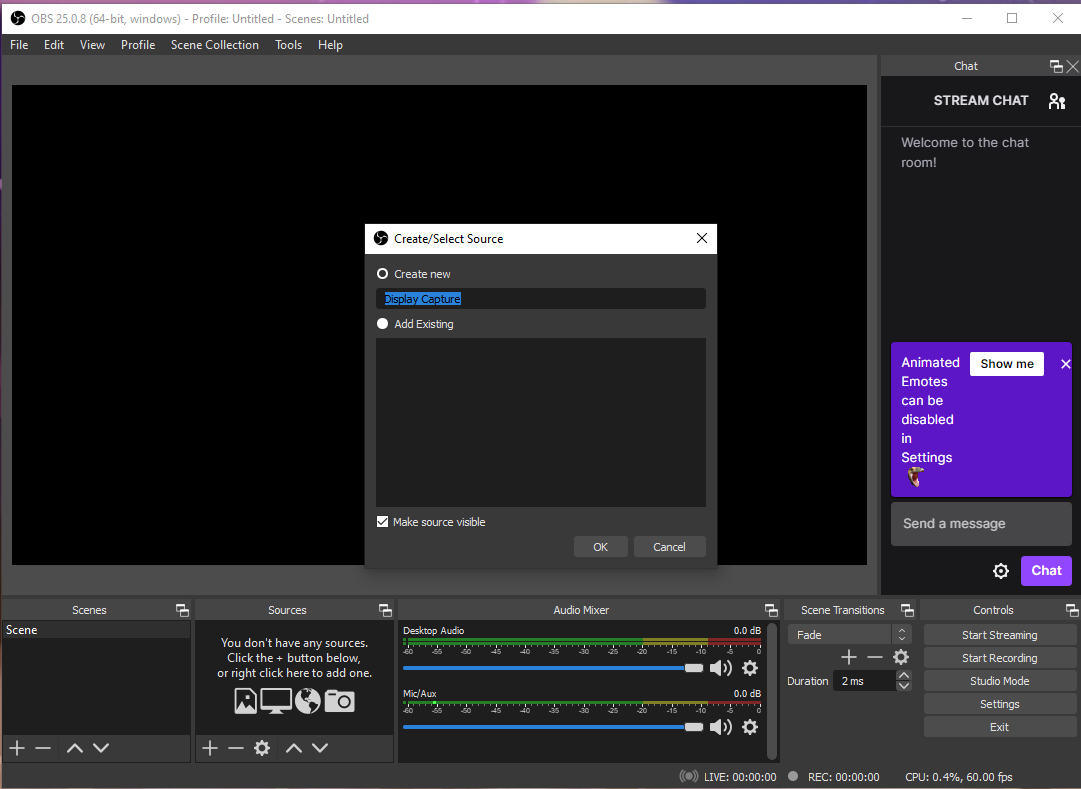 OBS 25.0.8 (64-bit, windows) - Profile: Untitled - Scenes: Untitled
File Edit View Profile Scene Collection Tools Help
Chat
STREAM CHAT
Welcome to the chat
room!
Create/Select Source
Create new
Display Capture
Add Existing
Make source visible
OK Cancel
Animated
Emotes
can be
disabled
in
Settings
Show me
Send a message
Chat
Scenes
Scene
Sources
You don't have any sources.
Click the + button below,
or right click here to add one.
Audio Mixer
Desktop Audio 0.0 dB
-60 -55 -50 -45 -40 -35 -30 -25 -20 -15 -10 -5 0
Mic/Aux 0.0 dB
-60 -55 -50 -45 -40 -35 -30 -25 -20 -15 -10 -5 0
Scene Transitions
Fade
Duration 2 ms
Controls
Start Streaming
Start Recording
Studio Mode
Settings
Exit
LIVE: 00:00:00 REC: 00:00:00 CPU: 0.4%, 60.00 fps